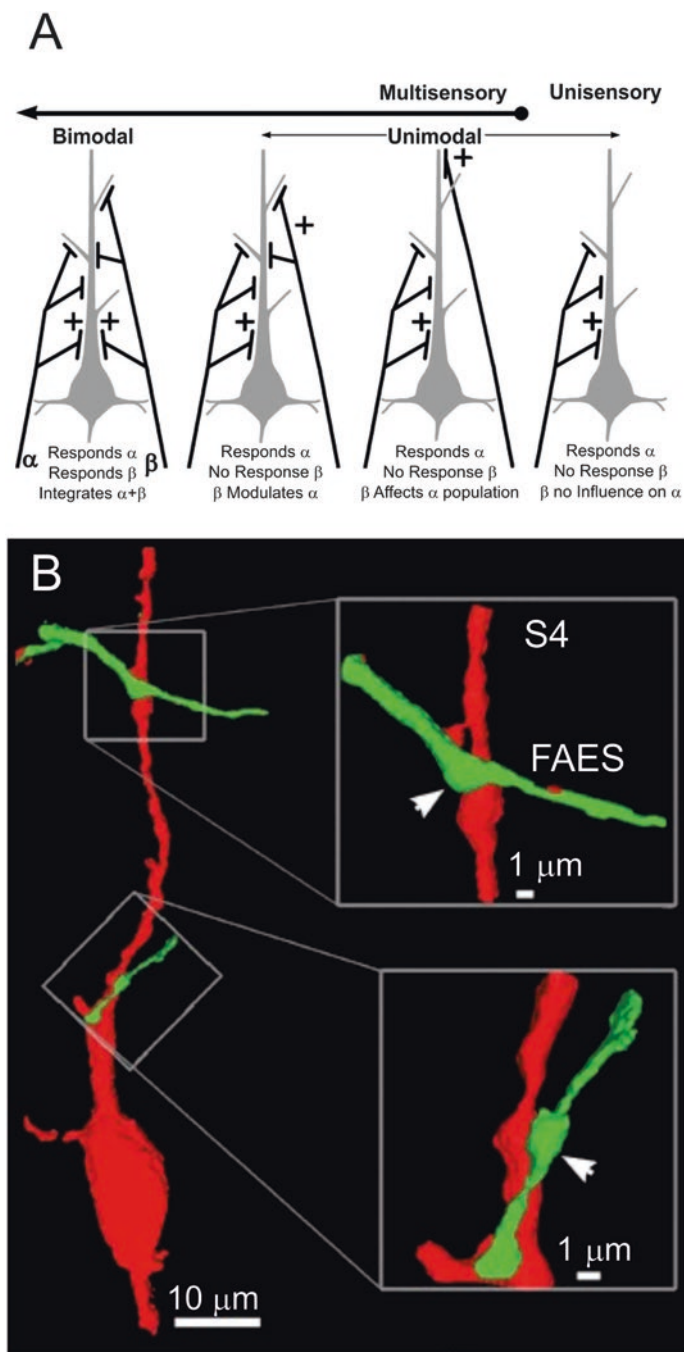 A
Multisensory Unisensory
Bimodal Unimodal
+ + + + + + +
α Responds α β Responds α Responds α Responds α
Responds β No Response β No Response β No Response β
Integrates α+β β Modulates α β Affects α population β no Influence on α
B
S4
FAES
1 μm
1 μm
10 μm